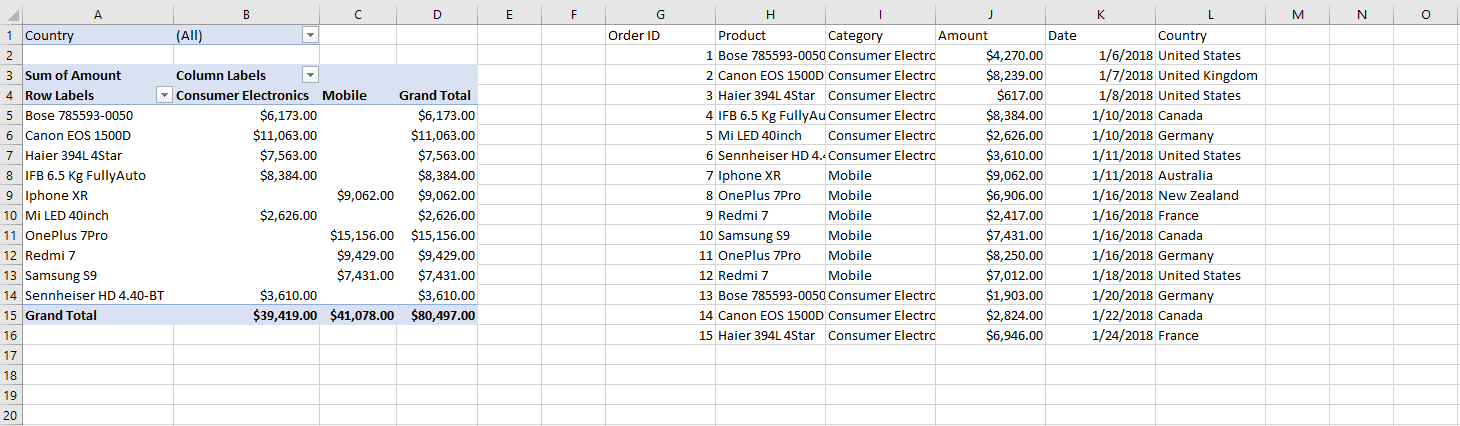 A B C D E F G H I J K L M N O
1 Country (All) Order ID Product Category Amount Date Country
2 1 Bose 785593-0050 Consumer Electro $4,270.00 1/6/2018 United States
3 Sum of Amount Column Labels 2 Canon EOS 1500D Consumer Electro $8,239.00 1/7/2018 United Kingdom
4 Row Labels Consumer Electronics Mobile Grand Total 3 Haier 394L 4Star Consumer Electro $617.00 1/8/2018 United States
5 Bose 785593-0050 $6,173.00 $6,173.00 4 IFB 6.5 Kg FullyAu Consumer Electro $8,384.00 1/10/2018 Canada
6 Canon EOS 1500D $11,063.00 $11,063.00 5 Mi LED 40inch Consumer Electro $2,626.00 1/10/2018 Germany
7 Haier 394L 4Star $7,563.00 $7,563.00 6 Sennheiser HD 4. Consumer Electro $3,610.00 1/11/2018 United States
8 IFB 6.5 Kg FullyAuto $8,384.00 $8,384.00 7 Iphone XR Mobile $9,062.00 1/11/2018 Australia
9 Iphone XR $9,062.00 $9,062.00 8 OnePlus 7Pro Mobile $6,906.00 1/16/2018 New Zealand
10 Mi LED 40inch $2,626.00 $2,626.00 9 Redmi 7 Mobile $2,417.00 1/16/2018 France
11 OnePlus 7Pro $15,156.00 $15,156.00 10 Samsung S9 Mobile $7,431.00 1/16/2018 Canada
12 Redmi 7 $9,429.00 $9,429.00 11 OnePlus 7Pro Mobile $8,250.00 1/16/2018 Germany
13 Samsung S9 $7,431.00 $7,431.00 12 Redmi 7 Mobile $7,012.00 1/18/2018 United States
14 Sennheiser HD 4.40-BT $3,610.00 $3,610.00 13 Bose 785593-0050 Consumer Electro $1,903.00 1/20/2018 Germany
15 Grand Total $39,419.00 $41,078.00 $80,497.00 14 Canon EOS 1500D Consumer Electro $2,824.00 1/22/2018 Canada
16 15 Haier 394L 4Star Consumer Electro $6,946.00 1/24/2018 France
17
18
19
20